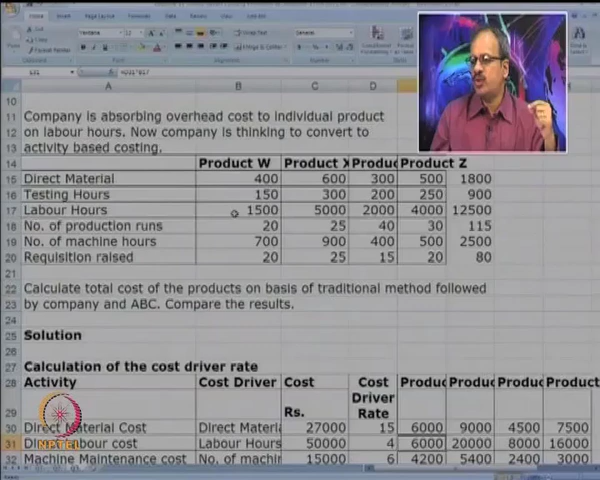 10
11 Company is absorbing overhead cost to individual product
12 on labour hours. Now company is thinking to convert to
13 activity based costing.
14 Product W Product X Produc Product Z
15 Direct Material 400 600 300 500 1800
16 Testing Hours 150 300 200 250 900
17 Labour Hours 1500 5000 2000 4000 12500
18 No. of production runs 20 25 40 30 115
19 No. of machine hours 700 900 400 500 2500
20 Requisition raised 20 25 15 20 80
21
22 Calculate total cost of the products on basis of traditional method followed
23 by company and ABC. Compare the results.
24
25 Solution
26
27 Calculation of the cost driver rate
28 Activity Cost Driver Cost Cost Produc Produc Produc Product
Driver
29 Rs. Rate
30 Direct Material Cost Direct Materi 27000 15 6000 9000 4500 7500
31 Labour cost Labour Hours 50000 4 6000 20000 8000 16000
32 Machine Maintenance cost No. of machin 15000 6 4200 5400 2400 3000
NPTEL